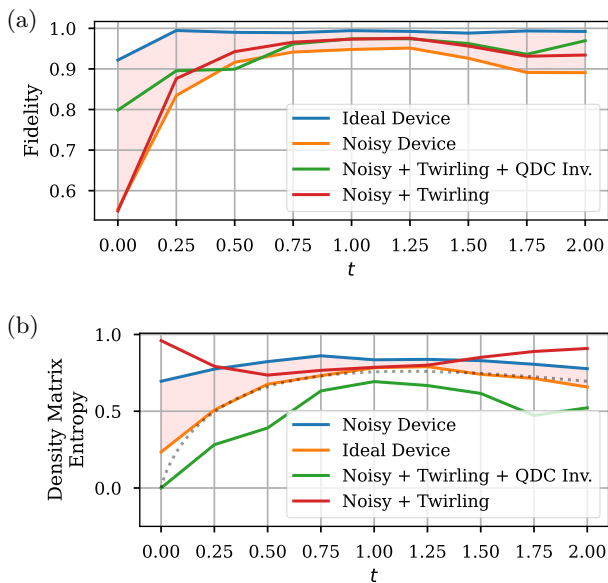 (a)
1.0
0.9
0.8
0.7
0.6
Fidelity
Ideal Device
Noisy Device
Noisy + Twirling + QDC Inv.
Noisy + Twirling
0.00 0.25 0.50 0.75 1.00 1.25 1.50 1.75 2.00
t
(b)
1.0
0.5
0.0
Density Matrix
Entropy
Noisy Device
Ideal Device
Noisy + Twirling + QDC Inv.
Noisy + Twirling
0.00 0.25 0.50 0.75 1.00 1.25 1.50 1.75 2.00
t